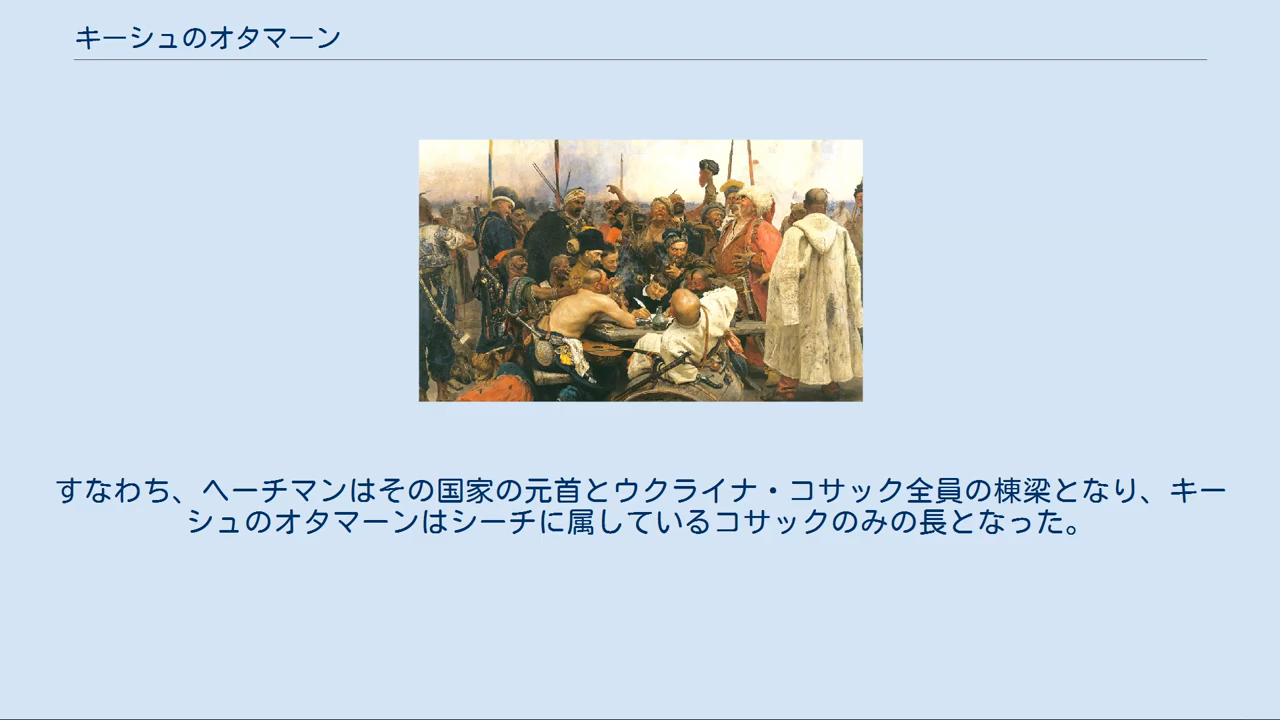 キーシュのオタマーン
すなわち、ヘーチマンはその国家の元首とウクライナ・コサック全員の棟梁となり、キー
シュのオタマーンはシーチに属しているコサックのみの長となった。